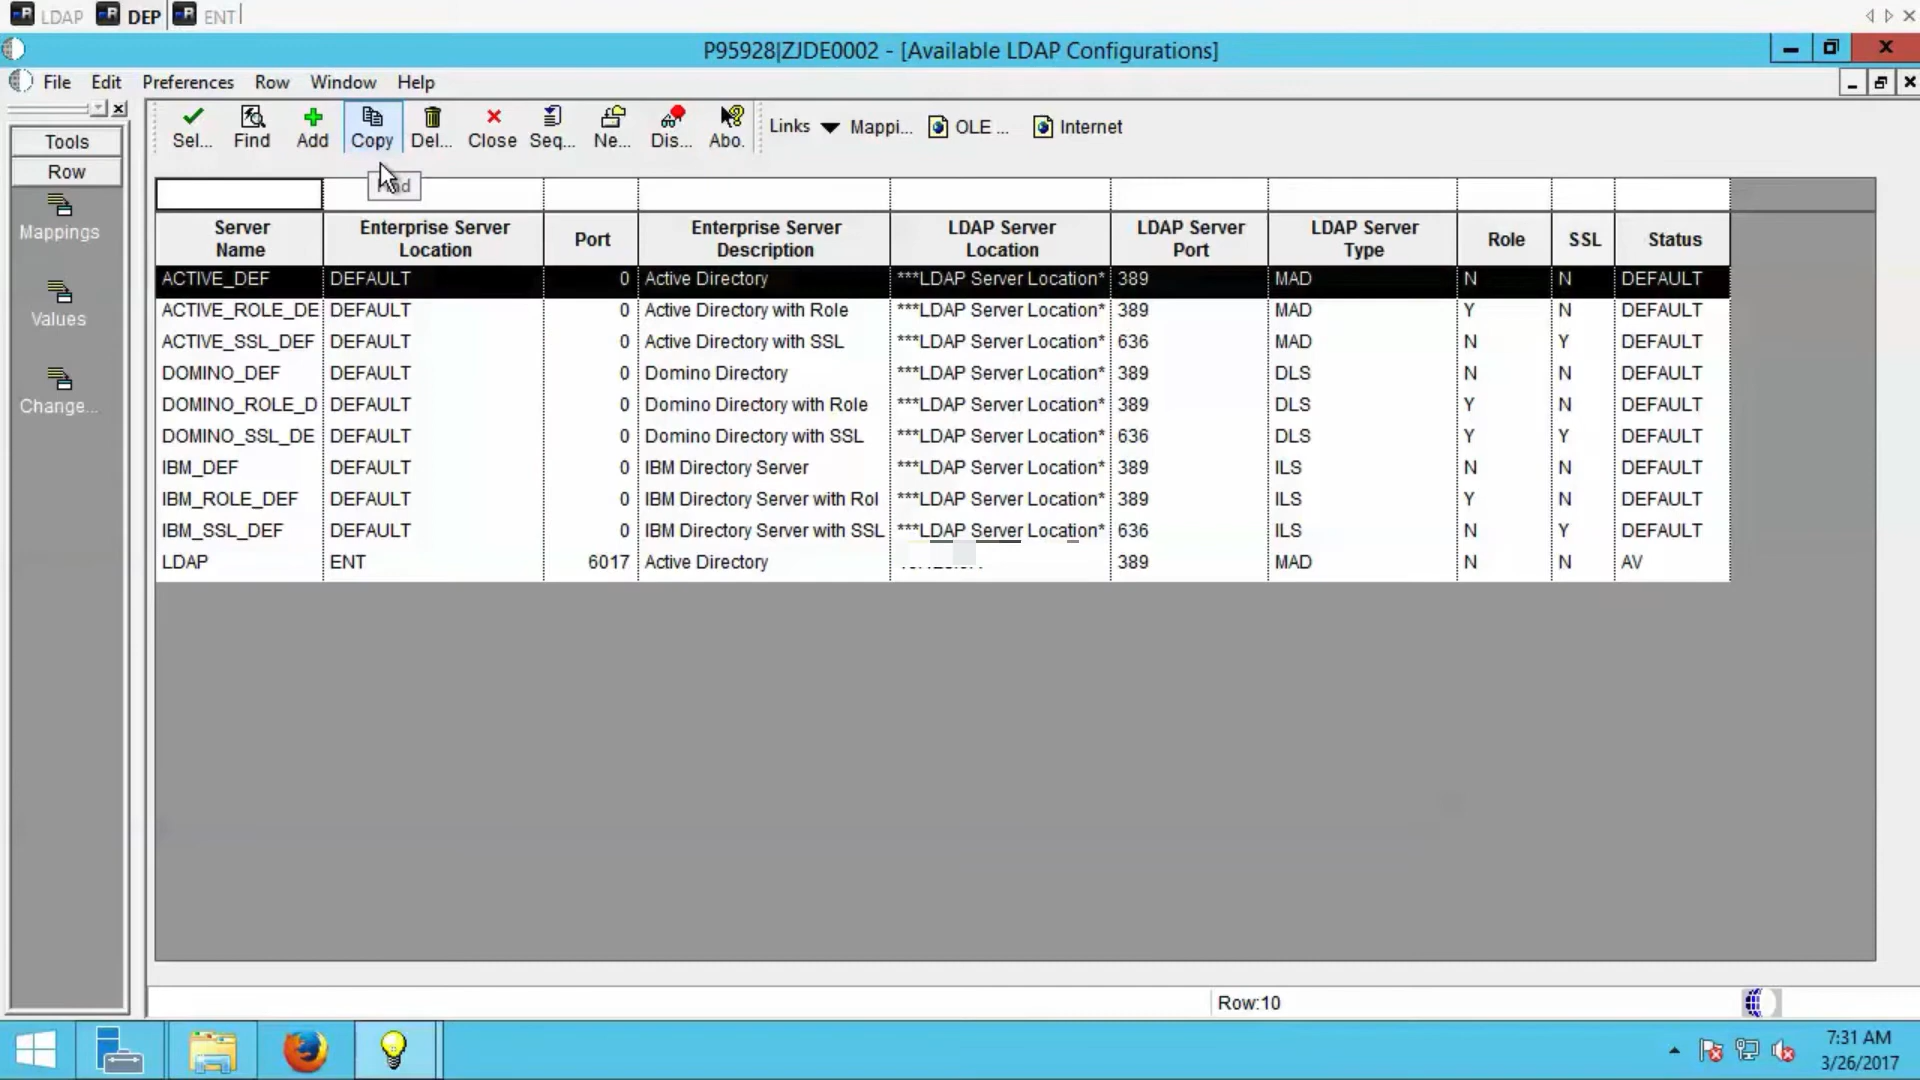 LDAP DEP ENT
P95928|ZJDE0002 - [Available LDAP Configurations]
File Edit Preferences Row Window Help
Sel... Find Add Copy Del... Close Seq... Ne... Dis... Abo. Links Mappi... OLE ... Internet
Tools
Row
Mappings
Values
Change...
Server Name Enterprise Server Location Port Enterprise Server Description LDAP Server Location LDAP Server Port LDAP Server Type Role SSL Status
ACTIVE_DEF DEFAULT 0 Active Directory ***LDAP Server Location* 389 MAD N N DEFAULT
ACTIVE_ROLE_DE DEFAULT 0 Active Directory with Role ***LDAP Server Location* 389 MAD Y N DEFAULT
ACTIVE_SSL_DEF DEFAULT 0 Active Directory with SSL ***LDAP Server Location* 636 MAD N Y DEFAULT
DOMINO_DEF DEFAULT 0 Domino Directory ***LDAP Server Location* 389 DLS N N DEFAULT
DOMINO_ROLE_D DEFAULT 0 Domino Directory with Role ***LDAP Server Location* 389 DLS Y N DEFAULT
DOMINO_SSL_DE DEFAULT 0 Domino Directory with SSL ***LDAP Server Location* 636 DLS Y Y DEFAULT
IBM_DEF DEFAULT 0 IBM Directory Server ***LDAP Server Location* 389 ILS N N DEFAULT
IBM_ROLE_DEF DEFAULT 0 IBM Directory Server with Rol ***LDAP Server Location* 389 ILS Y N DEFAULT
IBM_SSL_DEF DEFAULT 0 IBM Directory Server with SSL ***LDAP Server Location* 636 ILS N Y DEFAULT
LDAP ENT 6017 Active Directory 389 MAD N N AV
Row:10
7:31 AM
3/26/2017